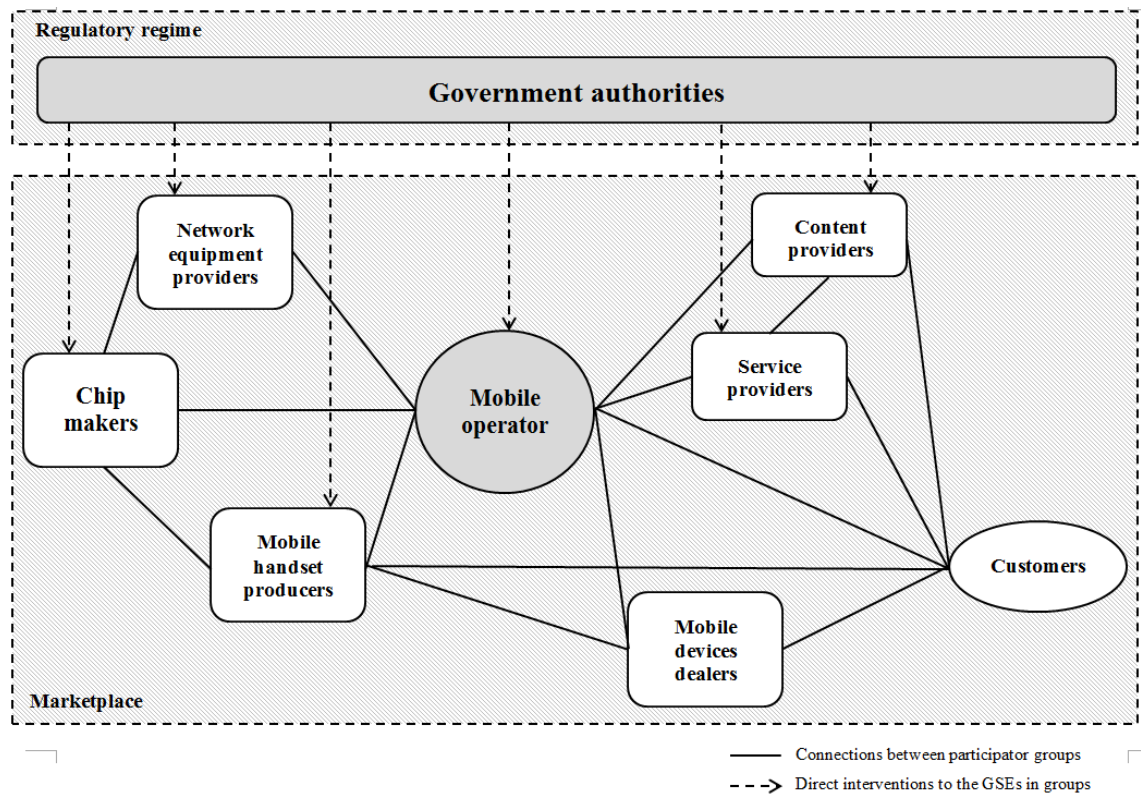 Regulatory regime
Government authorities
Network
equipment
providers
Content
providers
Chip
makers
Mobile
operator
Service
providers
Mobile
handset
producers
Customers
Mobile
devices
dealers
Marketplace
Connections between participator groups
Direct interventions to the GSEs in groups